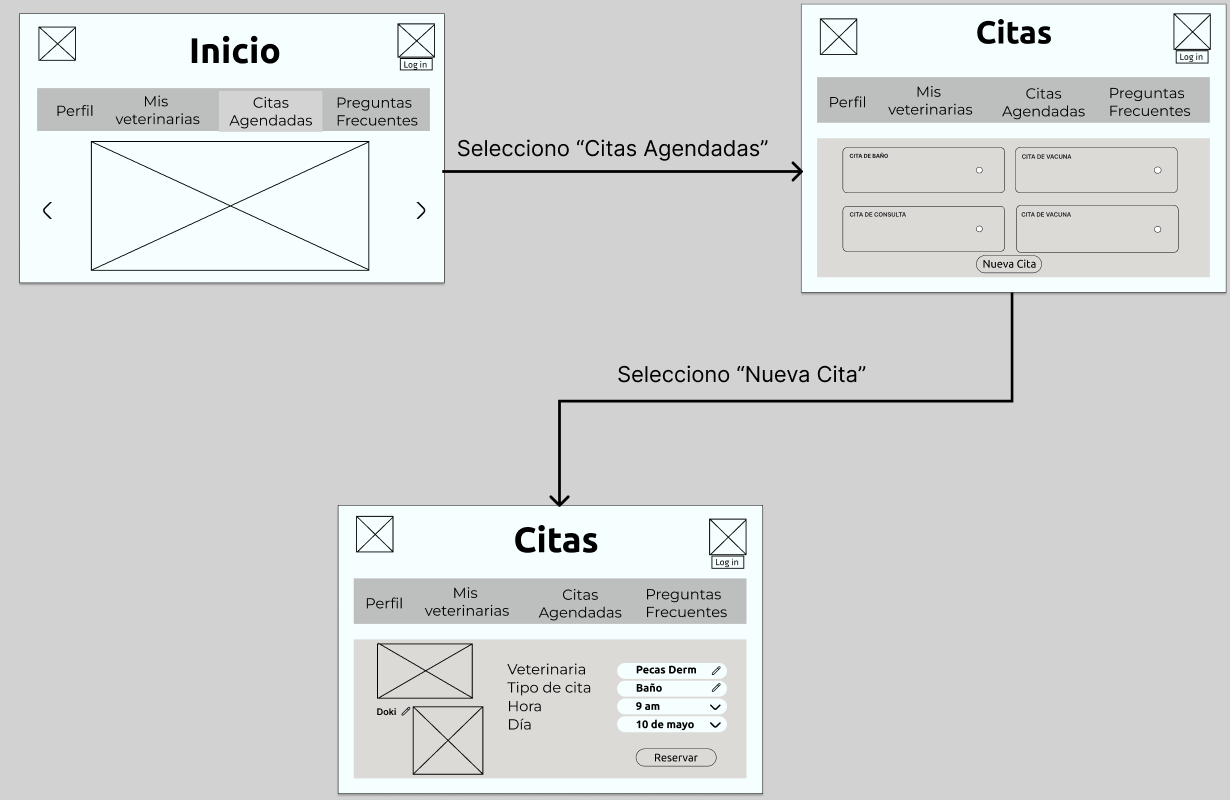 Inicio
Log in
Perfil
Mis
veterinarias
Citas
Agendadas
Preguntas
Frecuentes
Selecciono “Citas Agendadas”
Citas
Log in
Perfil
Mis
veterinarias
Citas
Agendadas
Preguntas
Frecuentes
CITA DE BAÑO
CITA DE VACUNA
CITA DE CONSULTA
CITA DE VACUNA
Nueva Cita
Selecciono “Nueva Cita”
Citas
Log in
Perfil
Mis
veterinarias
Citas
Agendadas
Preguntas
Frecuentes
Doki
Veterinaria
Pecas Derm
Tipo de cita
Baño
Hora
9 am
Día
10 de mayo
Reservar